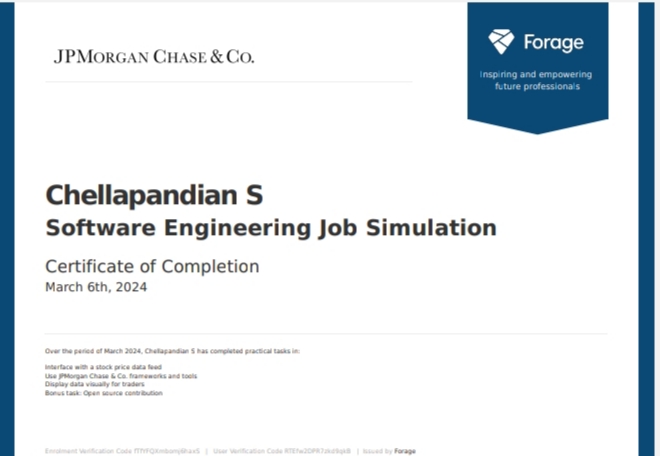 JPMORGAN CHASE & CO.
Forage
Inspiring and empowering
future professionals
Chellapandian S
Software Engineering Job Simulation
Certificate of Completion
March 6th, 2024
Over the period of March 2024, Chellapandian S has completed practical tasks in:
Interface with a stock price data feed
Use JPMorgan Chase & Co. frameworks and tools
Display data visually for traders
Bonus task: Open source contribution
Enrolment Verification Code | User Verification Code | Issued by Forage